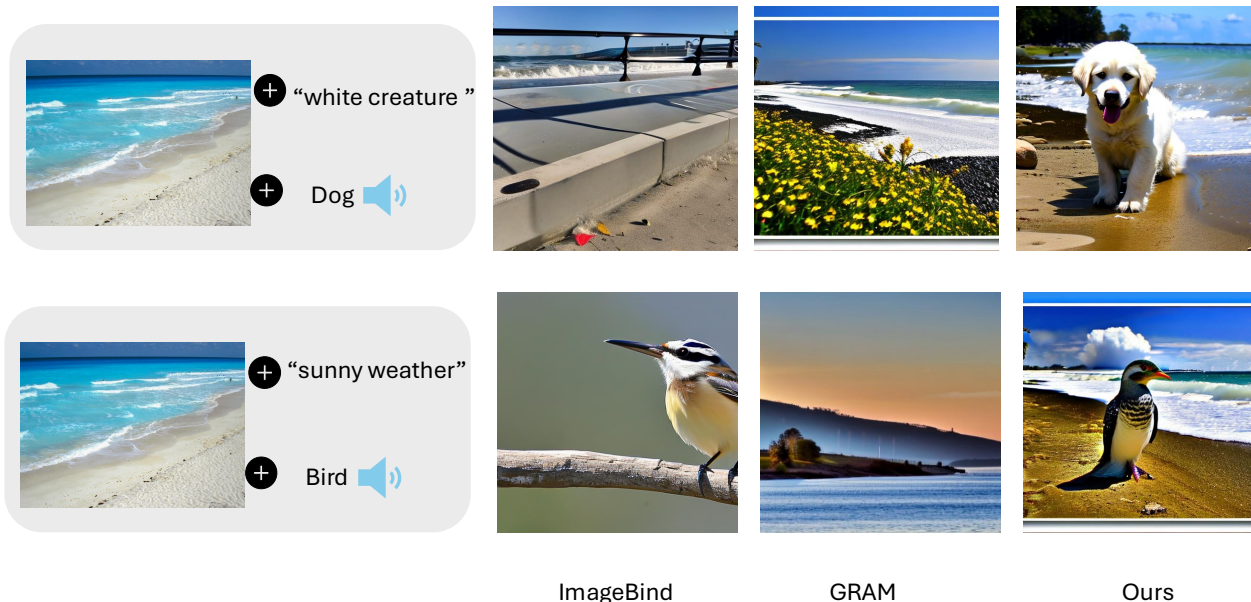 “white creature ”
Dog
“sunny weather”
Bird
ImageBind
GRAM
Ours